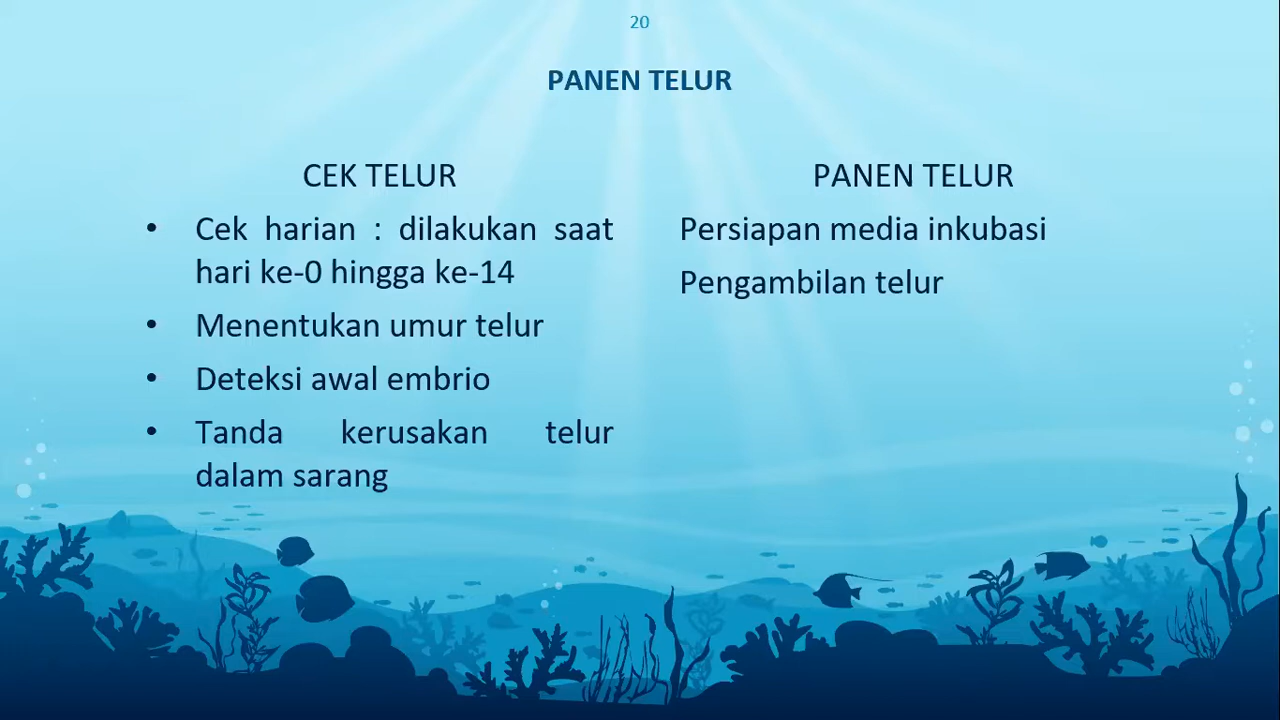 20
PANEN TELUR
CEK TELUR
• Cek harian : dilakukan saat
hari ke-0 hingga ke-14
• Menentukan umur telur
• Deteksi awal embrio
• Tanda kerusakan telur
dalam sarang
PANEN TELUR
Persiapan media inkubasi
Pengambilan telur